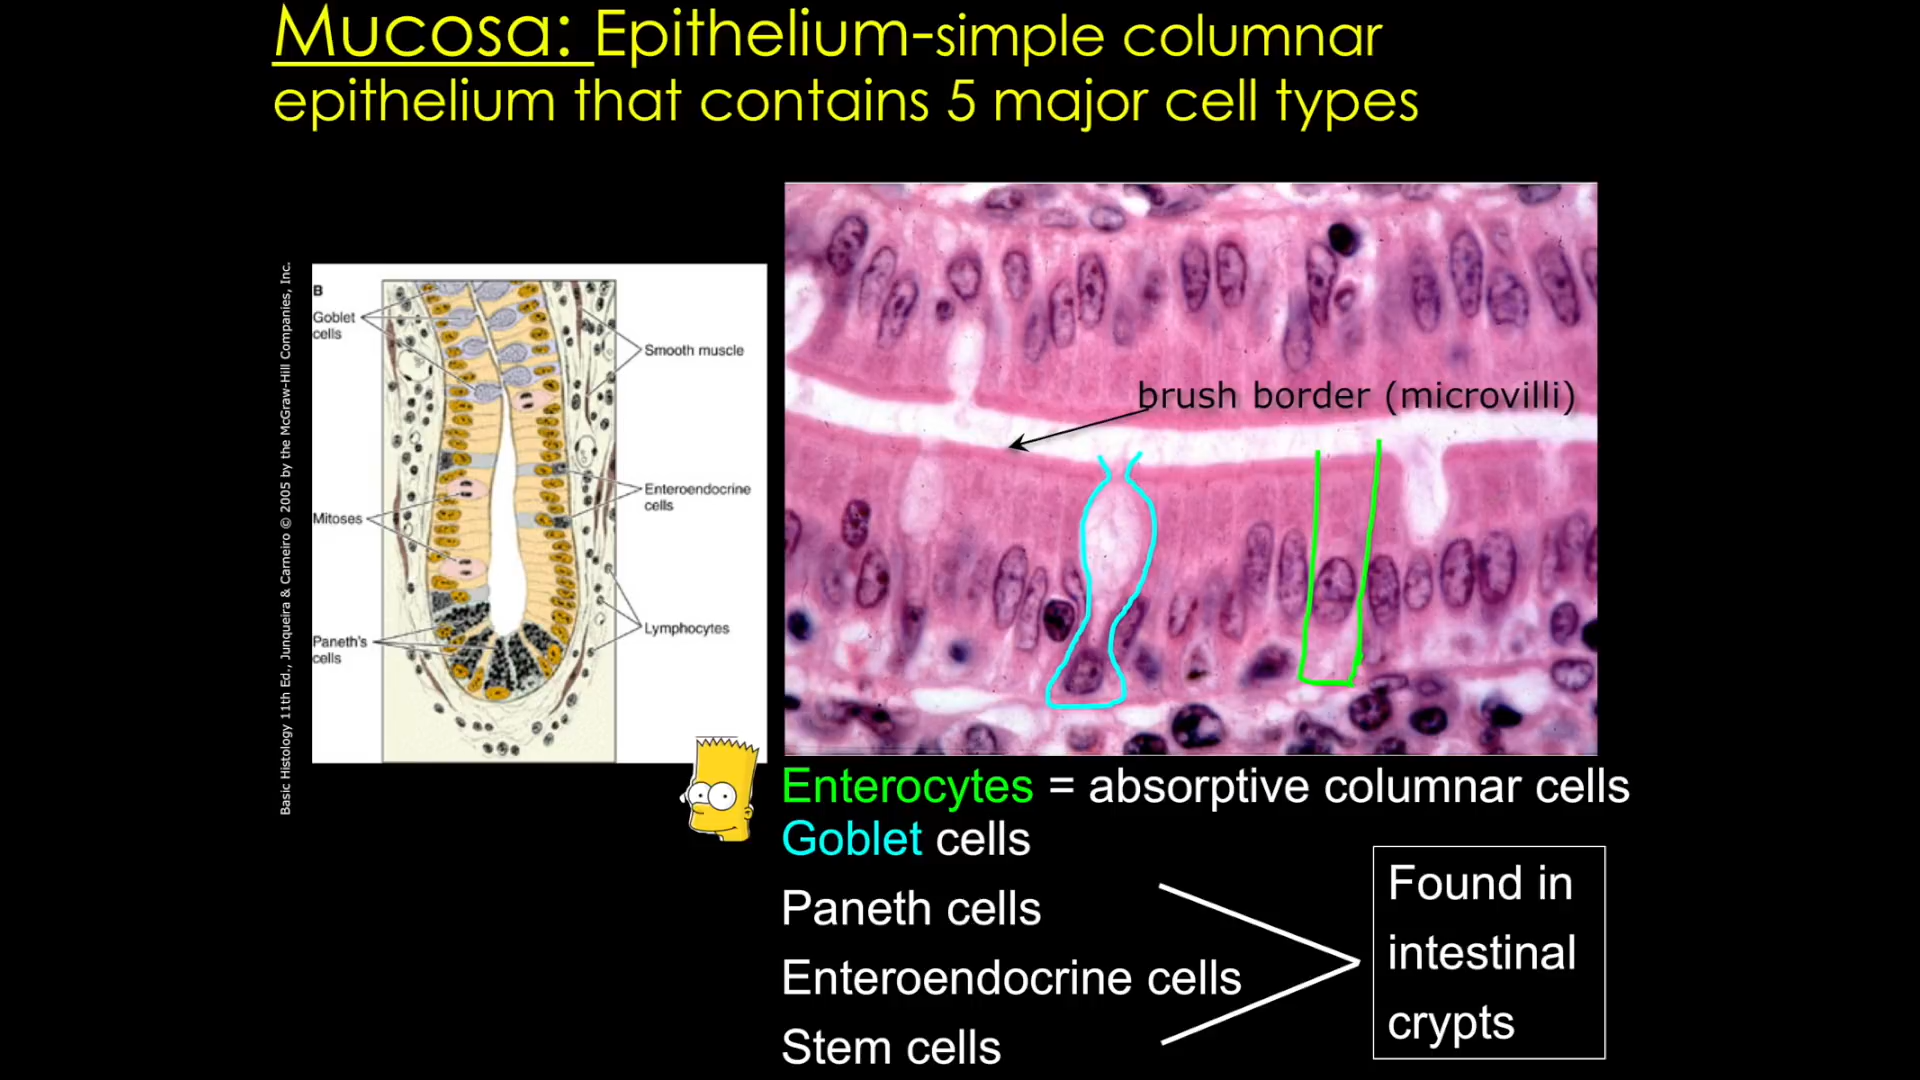 Mucosa: Epithelium-simple columnar
epithelium that contains 5 major cell types
Basic Histology 11th Ed., Junqueira & Carneiro © 2005 by the McGraw-Hill Companies, Inc.
B
Goblet
cells
Smooth muscle
Enteroendocrine
cells
Mitoses
Lymphocytes
Paneth's
cells
brush border (microvilli)
Enterocytes = absorptive columnar cells
Goblet cells
Paneth cells
Enteroendocrine cells
Stem cells
Found in
intestinal
crypts